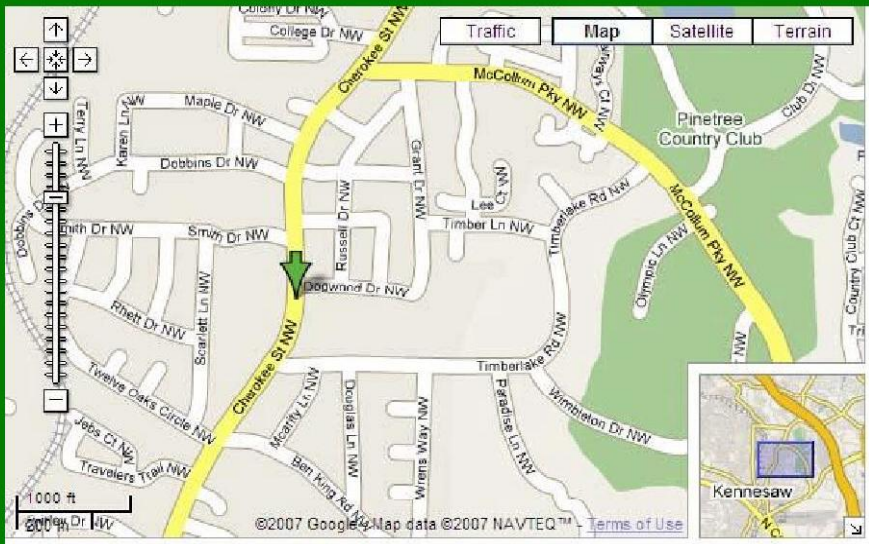 Colony Dr NW
College Dr NW
Cherokee St NW
Traffic
Map
Satellite
Terrain
McCollum Pky NW
Club Dr NW
Pinetree
Country Club
Terry Ln NW
Karen Ln NW
Maple Dr NW
Dobbins Dr NW
Grant Dr NW
Russell Dr NW
Lee
Ct NW
Timber Ln NW
Timberlake Rd NW
McCollum Pky NW
Olympic Ln NW
Country Club Ct NW
Smith Dr NW
Dogwood Dr NW
Rhett Dr NW
Scarlett Ln NW
Cherokee St NW
Timberlake Rd NW
Twelve Oaks Circle NW
Mcafity Ln NW
Douglas Ln NW
Wrens Way NW
Paradise Ln NW
Wimbleton Dr NW
Jebs Ct NW
Travelers Trail NW
Ben King Rd NW
Kennesaw
1000 ft
200 m
©2007 Google - Map data ©2007 NAVTEQ™ - Terms of Use